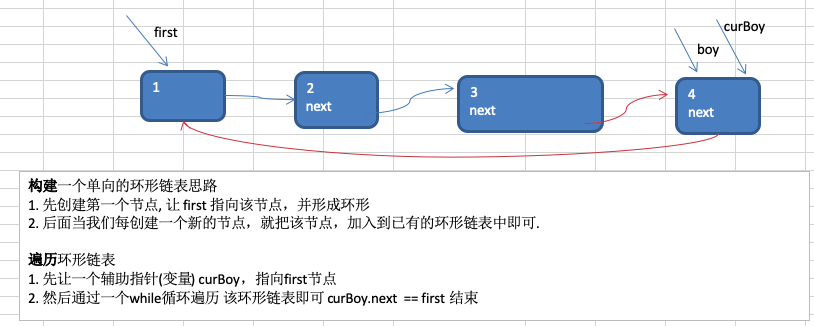 first
curBoy
boy
1
2
next
3
next
4
next
构建一个单向的环形链表思路
1. 先创建第一个节点, 让 first 指向该节点，并形成环形
2. 后面当我们每创建一个新的节点，就把该节点，加入到已有的环形链表中即可.
遍历环形链表
1. 先让一个辅助指针(变量) curBoy，指向first节点
2. 然后通过一个while循环遍历 该环形链表即可 curBoy.next == first 结束